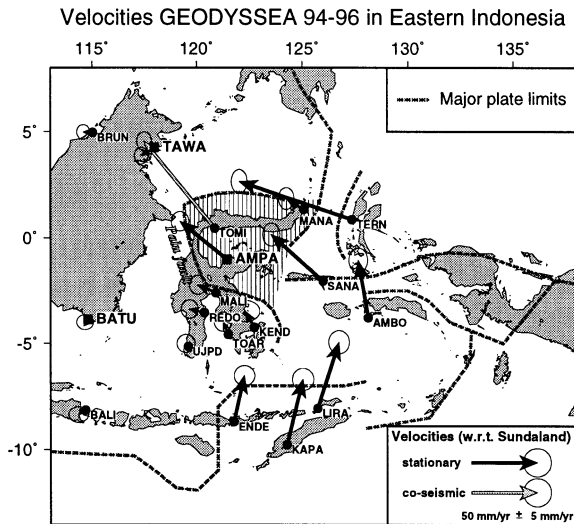 Velocities GEODYSSEA 94-96 in Eastern Indonesia
115° 120° 125° 130° 135°
Major plate limits
5°
BRUN
TAWA
MANA
TERN
TOMI
0°
Palu Fault
AMPA
SANA
MALI
REDO
KEND
AMBO
BATU
TOAR
UJPD
-5°
BALI
ENDE
LIRA
KAPA
-10°
Velocities (w.r.t. Sundaland)
stationary
co-seismic
50 mm/yr ± 5 mm/yr